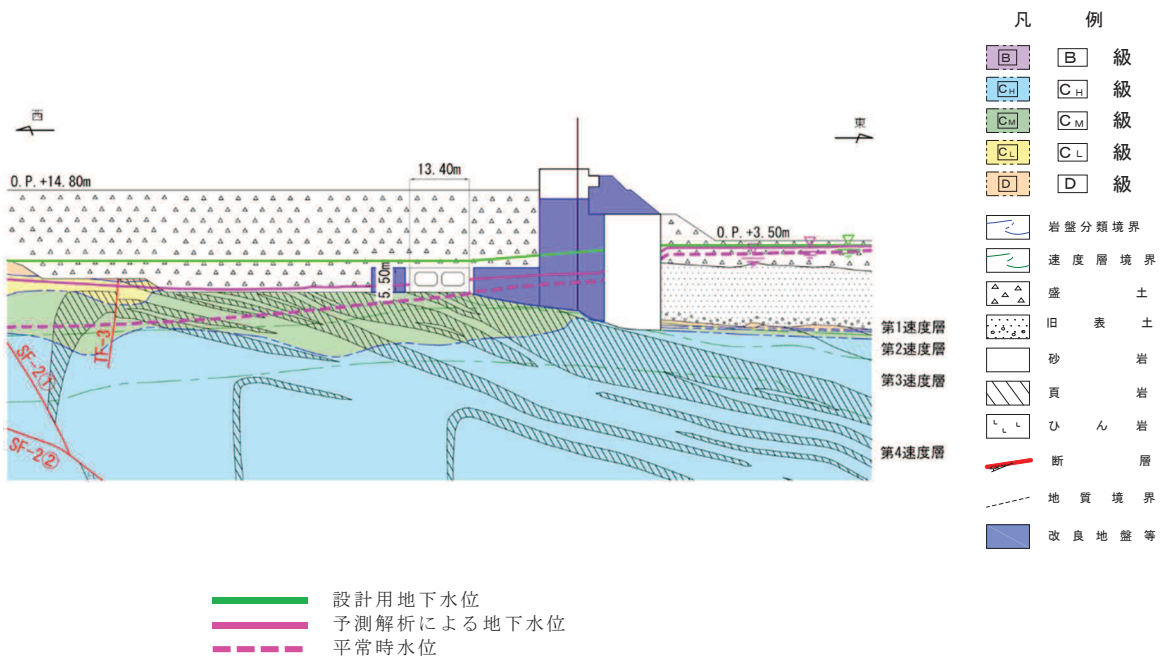 凡 例
B B 級
CH CH 級
CM CM 級
CL CL 級
D D 級
岩盤分類境界
速度層境界
盛土
旧表土
砂岩
頁岩
ひん岩
断層
地質境界
改良地盤等
西
東
O.P.+14.80m
13.40m
O.P.+3.50m
5.50m
TF-3
SF-2①
SF-2②
第1速度層
第2速度層
第3速度層
第4速度層
設計用地下水位
予測解析による地下水位
平常時水位